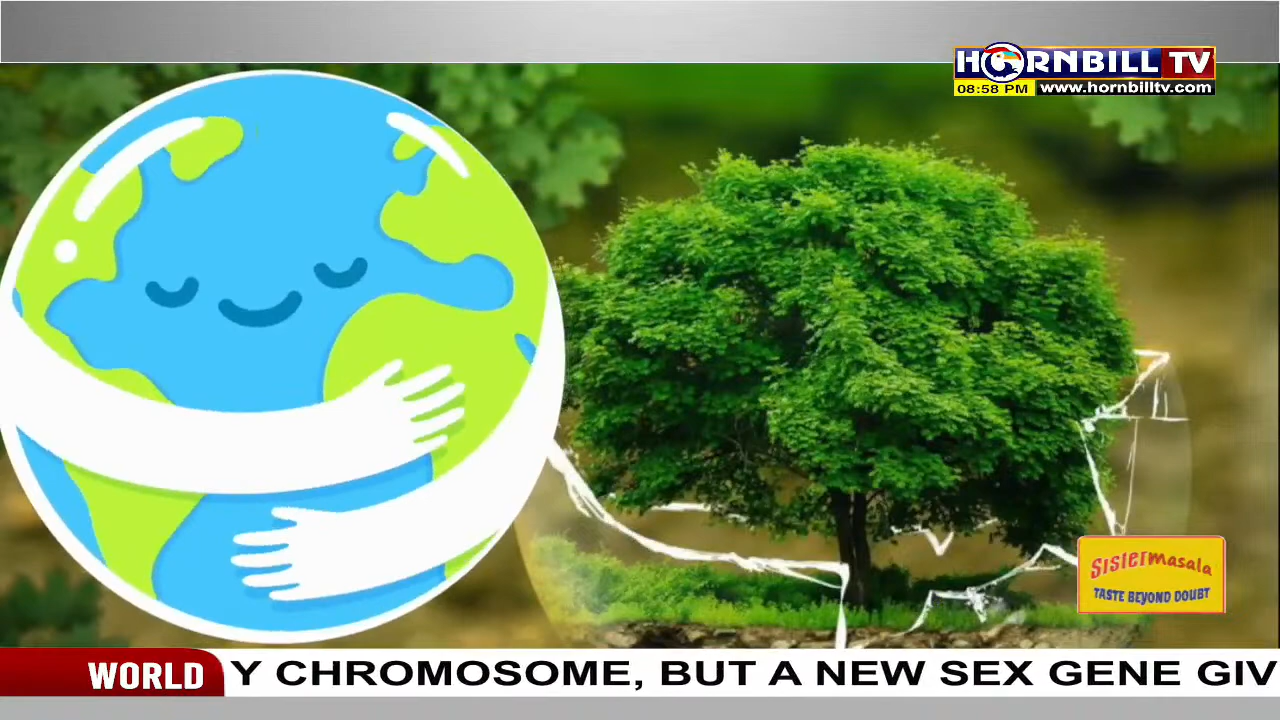 HORNBILL TV
08:58 PM www.hornbilltv.com
SisterMasala
TASTE BEYOND DOUBT
WORLD Y CHROMOSOME, BUT A NEW SEX GENE GIV